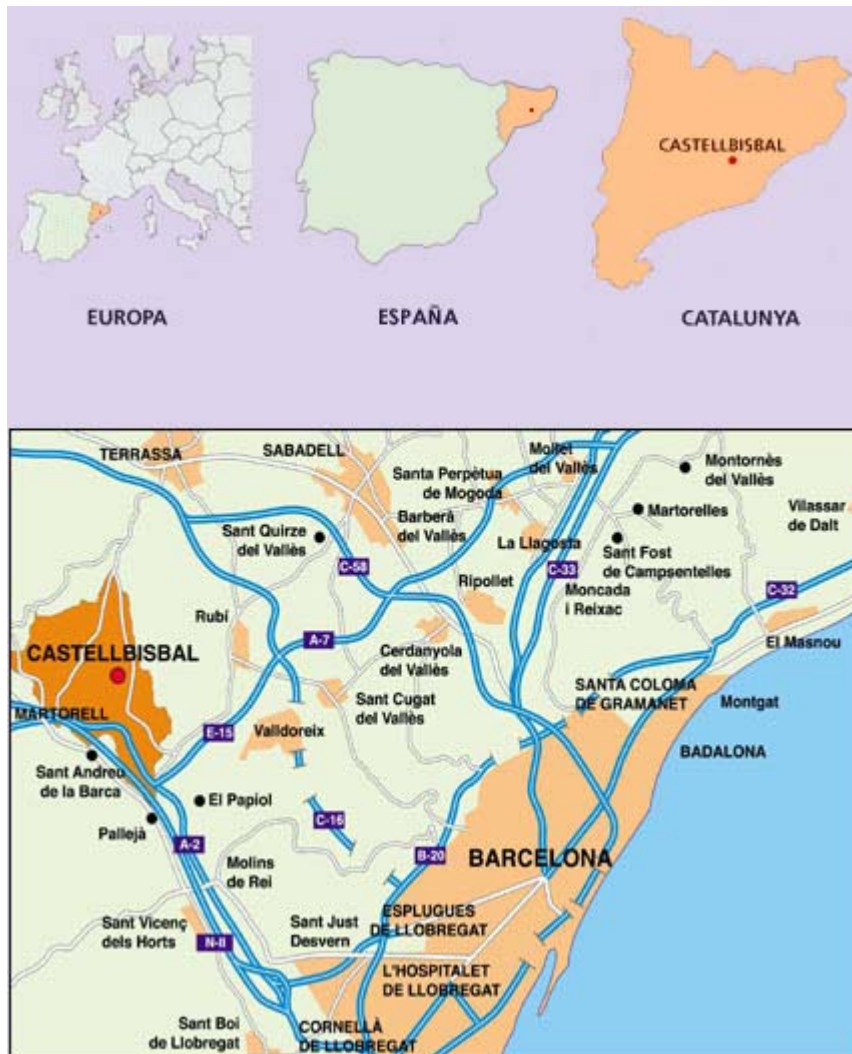 CASTELLBISBAL
EUROPA
ESPAÑA
CATALUNYA
TERRASSA
SABADELL
Mollet
del Vallès
Montornès
del Vallès
Santa Perpètua
de Mogoda
Martorelles
Vilassar
de Dalt
Sant Quirze
del Vallès
Barberà
del Vallès
La Llagosta
Sant Fost
de Campsentelles
C-58
C-33
C-32
Ripollet
Moncada
i Reixac
Rubí
A-7
El Masnou
CASTELLBISBAL
Cerdanyola
del Vallès
SANTA COLOMA
DE GRAMANET
Montgat
MARTORELL
Sant Cugat
del Vallès
E-15
Valldoreix
BADALONA
Sant Andreu
de la Barca
El Papiol
Pallejà
C-16
A-2
B-20
BARCELONA
Molins
de Rei
Sant Vicenç
dels Horts
N-II
Sant Just
Desvern
ESPLUGUES
DE LLOBREGAT
L'HOSPITALET
DE LLOBREGAT
Sant Boi
de Llobregat
CORNELLÀ
DE LLOBREGAT